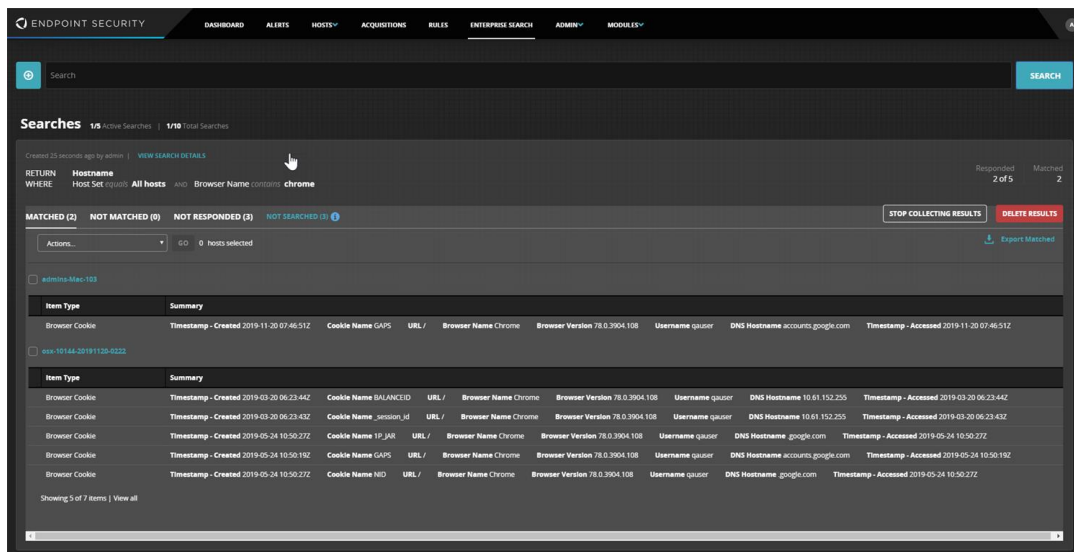 ENDPOINT SECURITY DASHBOARD ALERTS HOSTS ACQUISITIONS RULES ENTERPRISE SEARCH ADMIN MODULES
Search SEARCH
Searches 1/5 Active Searches | 1/10 Total Searches
Created 25 seconds ago by admin | VIEW SEARCH DETAILS
Responded Matched
RETURN Hostname
2 of 5 2
WHERE Host Set equals All hosts AND Browser Name contains chrome
MATCHED (2) NOT MATCHED (0) NOT RESPONDED (3) NOT SEARCHED (3) STOP COLLECTING RESULTS DELETE RESULTS
Actions... GO 0 hosts selected Export Matched
admins-Mac-103
Item Type Summary
Browser Cookie Timestamp - Created 2019-11-20 07:46:51Z Cookie Name GAPS URL / Browser Name Chrome Browser Version 78.0.3904.108 Username qauser DNS Hostname accounts.google.com Timestamp - Accessed 2019-11-20 07:46:51Z
osx-10144-20191120-0222
Item Type Summary
Browser Cookie Timestamp - Created 2019-03-20 06:23:44Z Cookie Name BALANCEID URL / Browser Name Chrome Browser Version 78.0.3904.108 Username qauser DNS Hostname 10.61.152.255 Timestamp - Accessed 2019-03-20 06:23:44Z
Browser Cookie Timestamp - Created 2019-03-20 06:23:43Z Cookie Name _session_id URL / Browser Name Chrome Browser Version 78.0.3904.108 Username qauser DNS Hostname 10.61.152.255 Timestamp - Accessed 2019-03-20 06:23:43Z
Browser Cookie Timestamp - Created 2019-05-24 10:50:27Z Cookie Name 1P_JAR URL / Browser Name Chrome Browser Version 78.0.3904.108 Username qauser DNS Hostname .google.com Timestamp - Accessed 2019-05-24 10:50:27Z
Browser Cookie Timestamp - Created 2019-05-24 10:50:19Z Cookie Name GAPS URL / Browser Name Chrome Browser Version 78.0.3904.108 Username qauser DNS Hostname accounts.google.com Timestamp - Accessed 2019-05-24 10:50:19Z
Browser Cookie Timestamp - Created 2019-05-24 10:50:27Z Cookie Name NID URL / Browser Name Chrome Browser Version 78.0.3904.108 Username qauser DNS Hostname .google.com Timestamp - Accessed 2019-05-24 10:50:27Z
Showing 5 of 7 items | View all